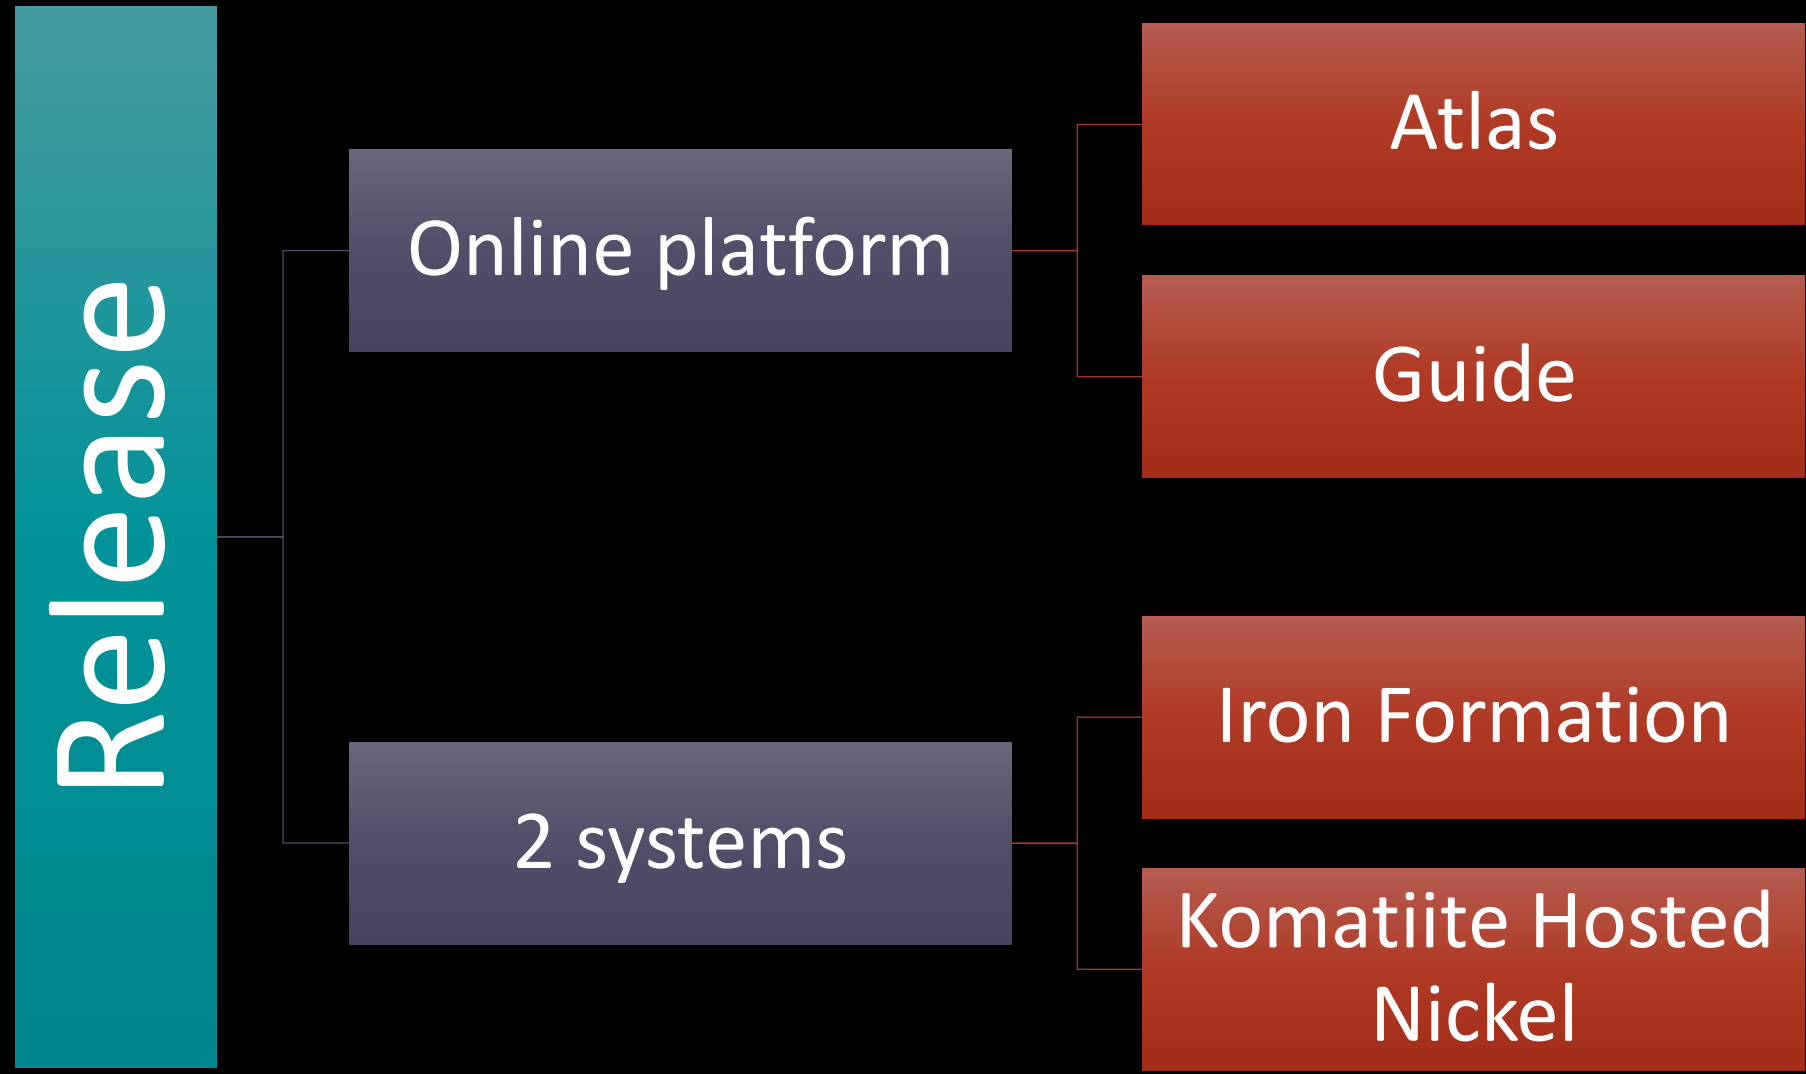 Release
Online platform
Atlas
Guide
2 systems
Iron Formation
Komatiite Hosted
Nickel